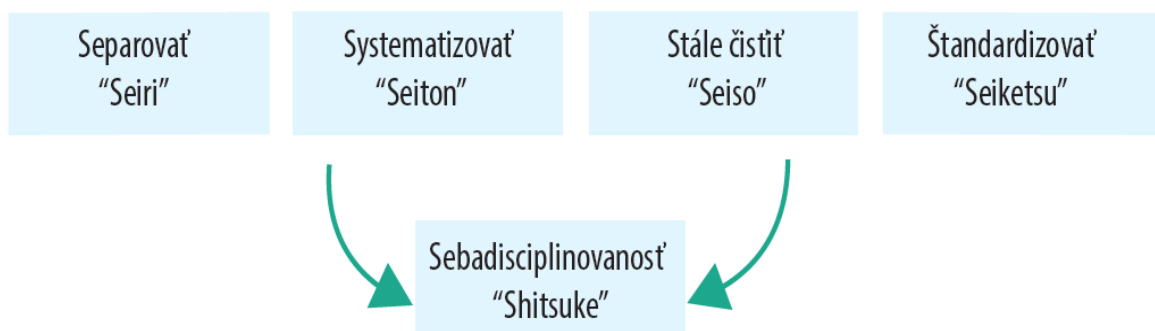 Separovať
“Seiri”
Systematizovať
“Seiton”
Stále čistiť
“Seiso”
Štandardizovať
“Seiketsu”
Sebadisciplinovanosť
“Shitsuke”